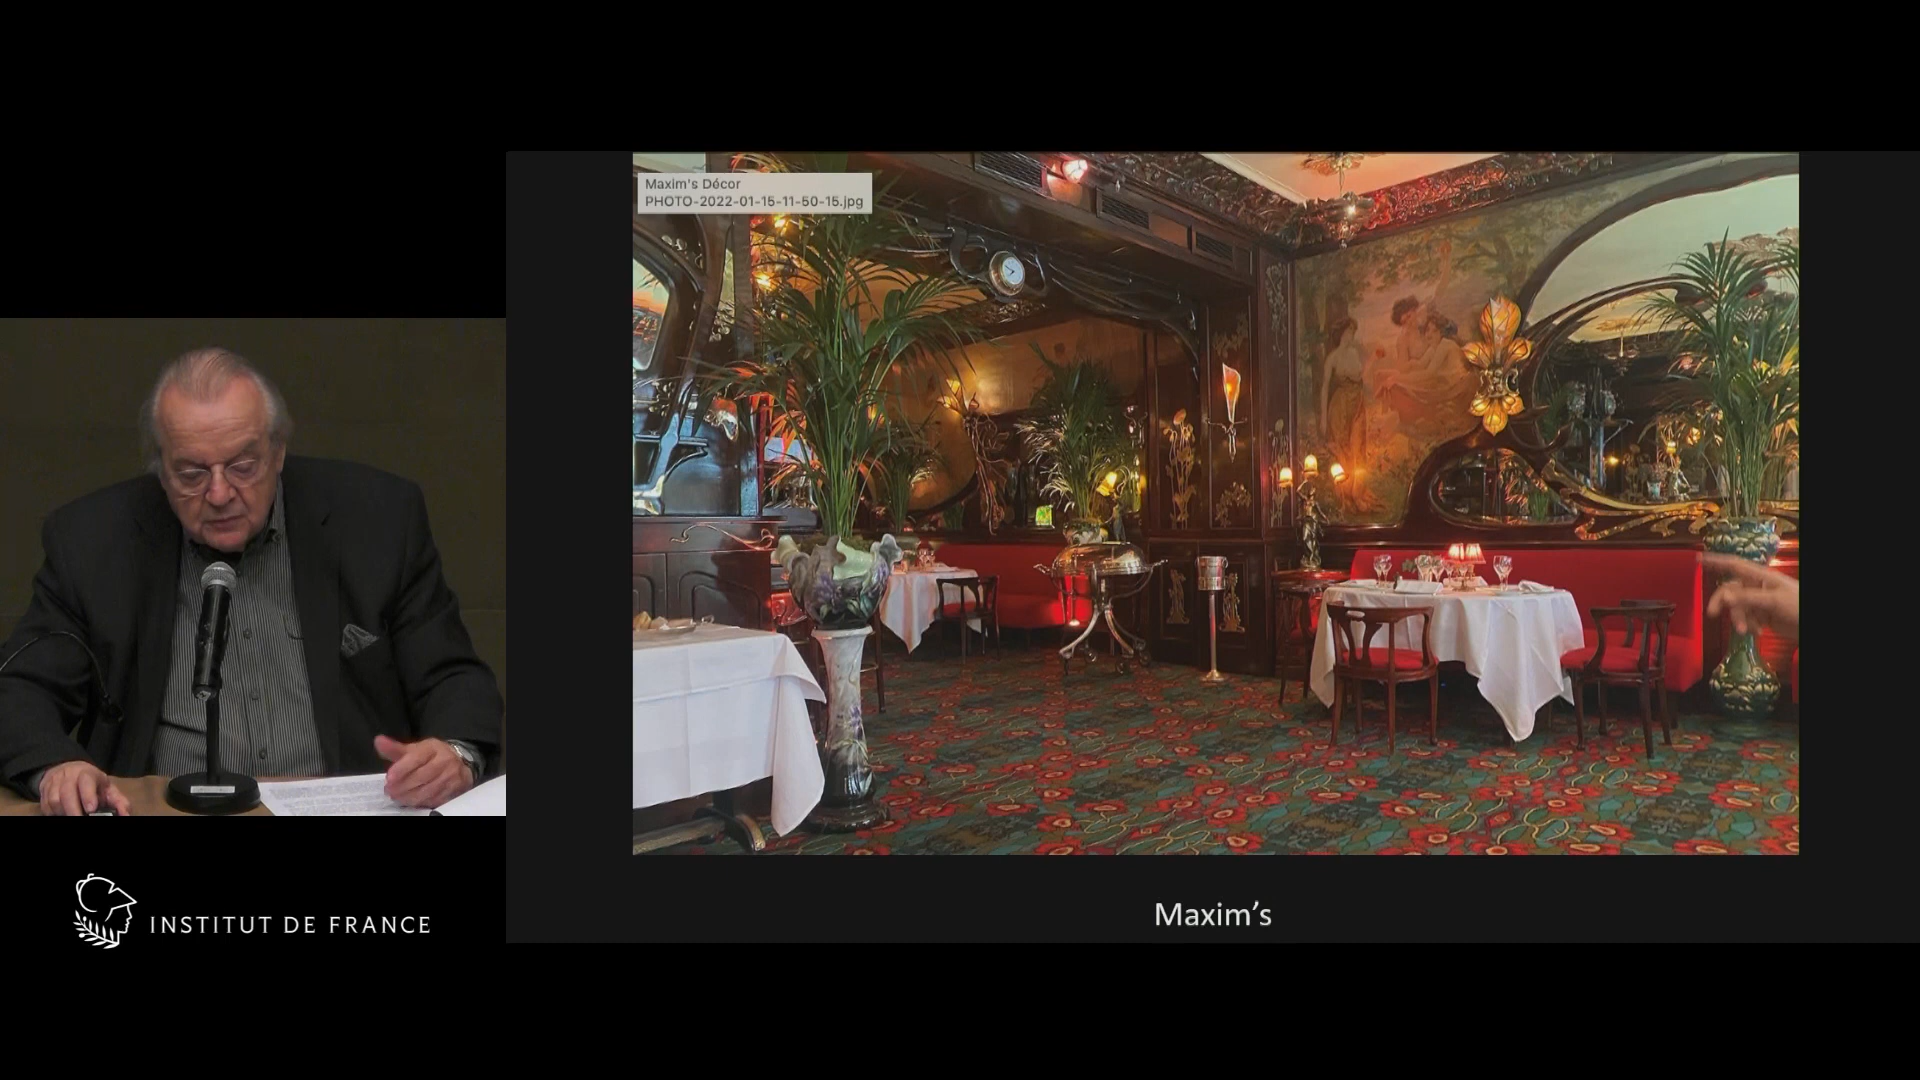 Maxim's Décor
PHOTO-2022-01-15-11-50-15.jpg
INSTITUT DE FRANCE
Maxim’s